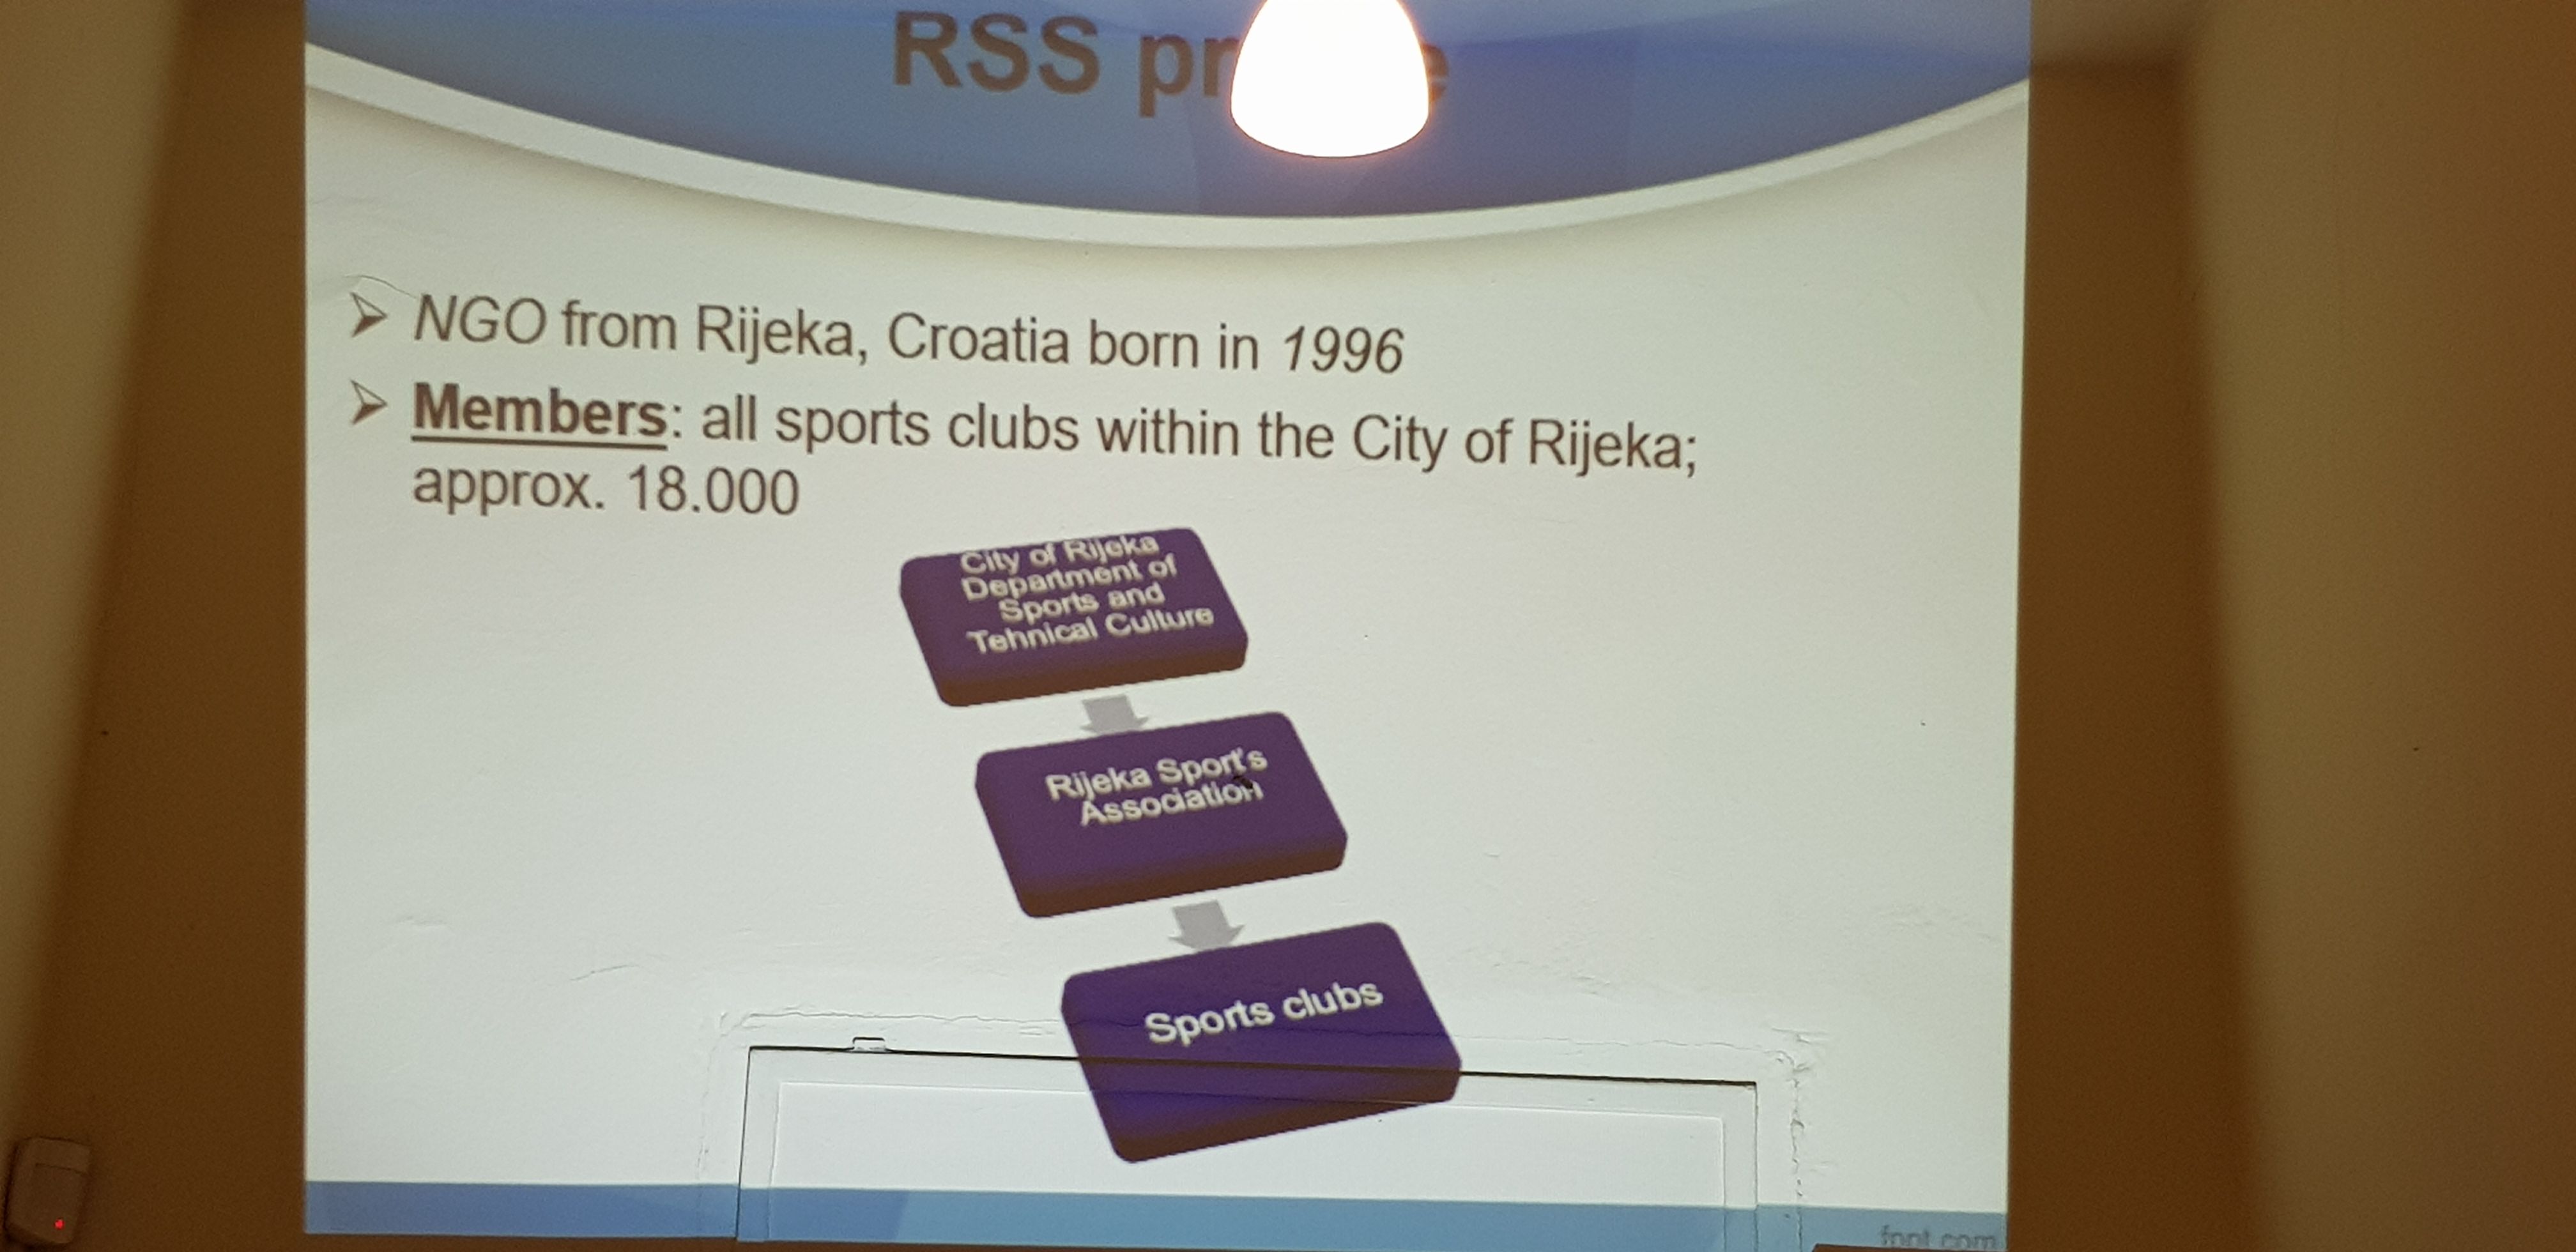 RSS
➢ NGO from Rijeka, Croatia born in 1996
➢ Members: all sports clubs within the City of Rijeka;
approx. 18.000
City of Rijeka
Department of
Sports and
Tehnical Culture
Rijeka Sport's
Association
Sports clubs